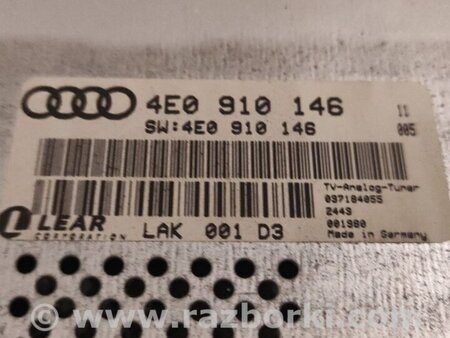 4E0 910 146 11
SW:4E0 910 146 005
TV-Analog-Tuner
037184055
2443
001980
Made in Germany
LEAR
CORPORATION
LAK 001 D3
© www.razborki.com